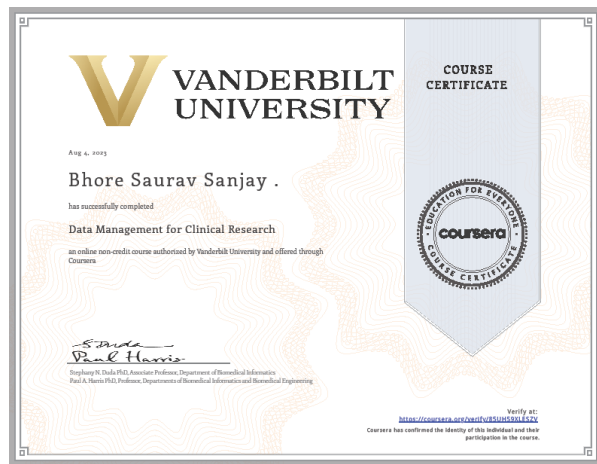 VANDERBILT
UNIVERSITY
COURSE
CERTIFICATE
Aug 4, 2023
Bhore Saurav Sanjay .
has successfully completed
Data Management for Clinical Research
an online non-credit course authorized by Vanderbilt University and offered through
Coursera
EDUCATION FOR EVERYONE
coursera
COURSE CERTIFICATE
S Duda
Paul Harris
Stephany N. Duda PhD, Associate Professor, Department of Biomedical Informatics
Paul A. Harris PhD, Professor, Departments of Biomedical Informatics and Biomedical Engineering
Verify at:
https://coursera.org/verify/BSUHS9XLESZV
Coursera has confirmed the identity of this individual and their
participation in the course.